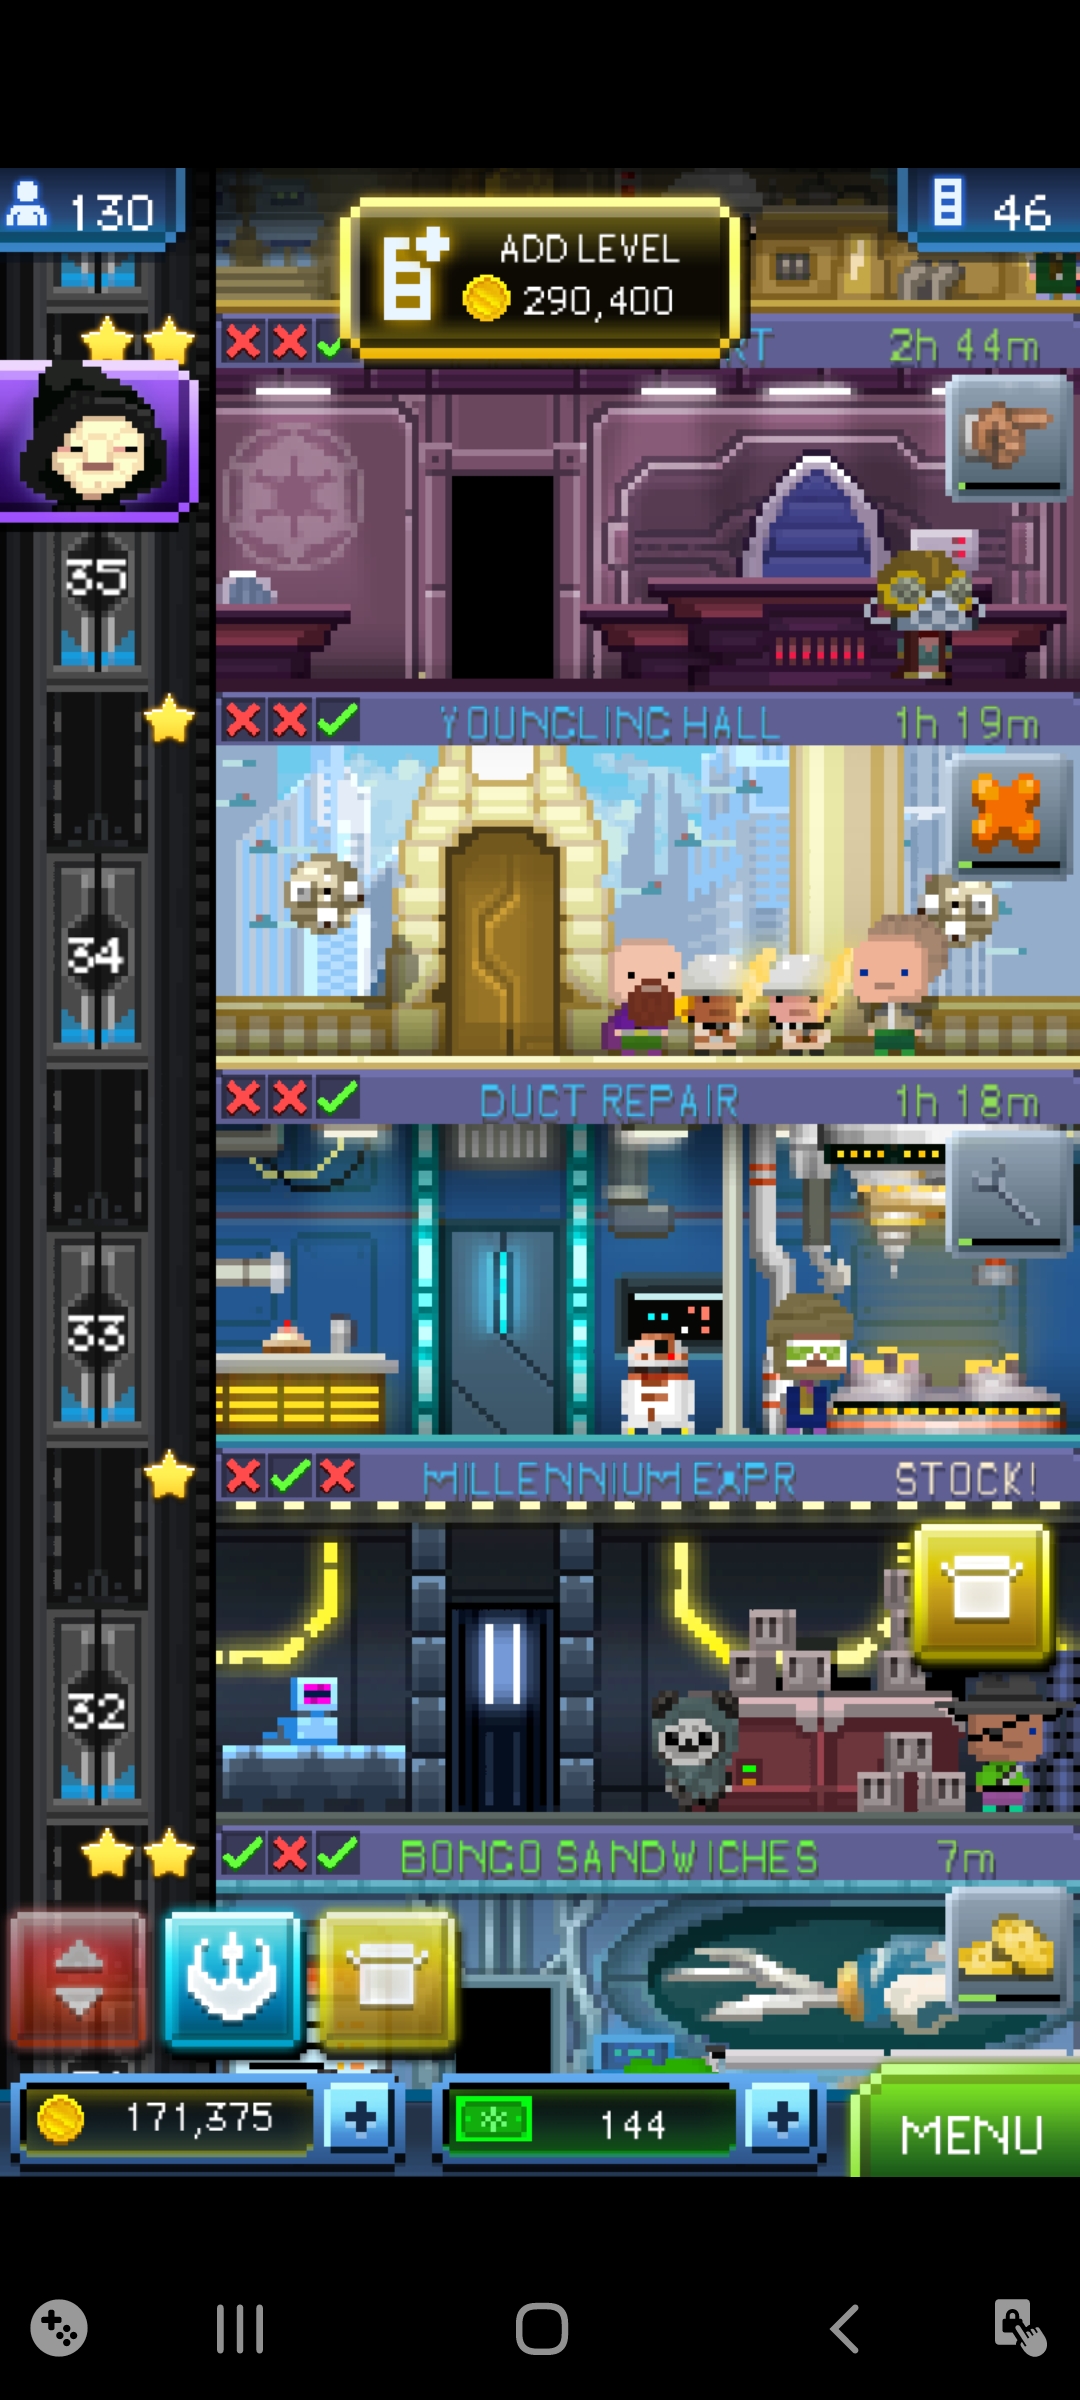 130
ADD LEVEL
290,400
46
2h 44m
35
YOUNGLING HALL 1h 19m
34
DUCT REPAIR 1h 18m
33
MILLENNIUM EXPR STOCK!
32
BONGO SANDWICHES 7m
171,375
144
MENU